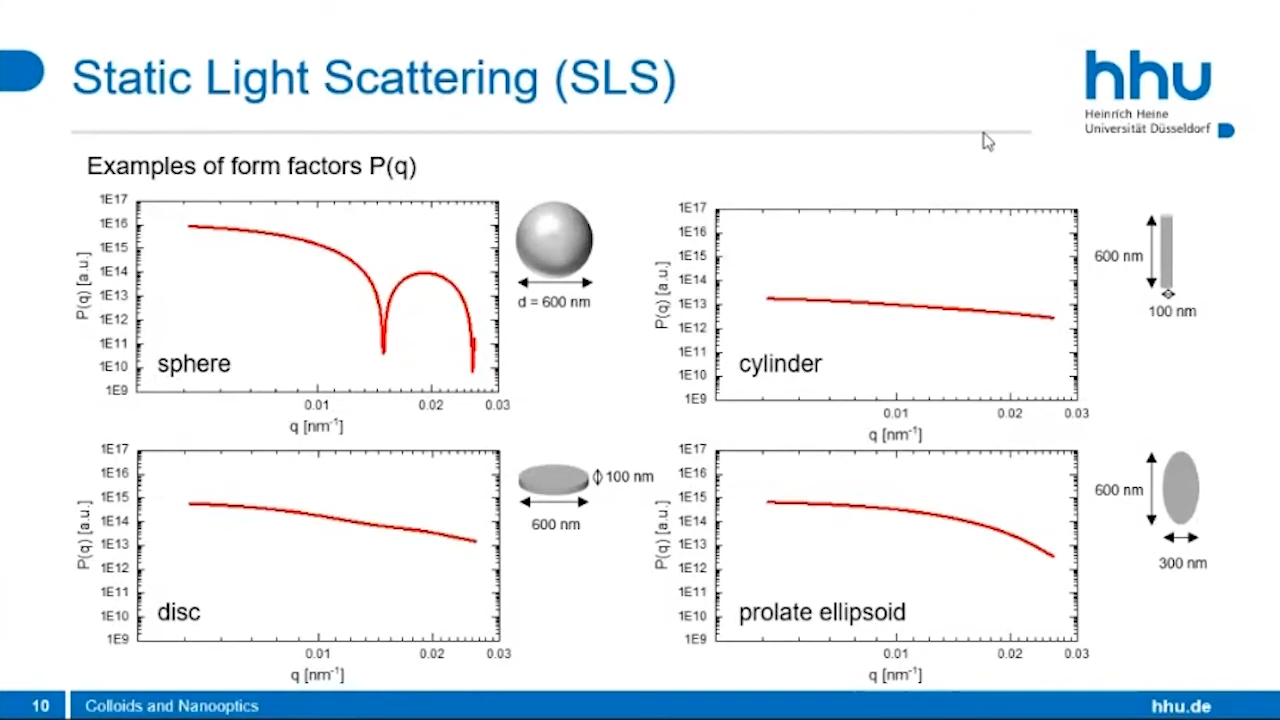 Static Light Scattering (SLS)
hhu
Heinrich Heine
Universität Düsseldorf
Examples of form factors P(q)
1E17
1E16
1E15
1E14
1E13
1E12
1E11
1E10
1E9
P(q) [a.u.]
sphere
0.01 0.02 0.03
q [nm⁻¹]
d = 600 nm
1E17
1E16
1E15
1E14
1E13
1E12
1E11
1E10
1E9
P(q) [a.u.]
cylinder
0.01 0.02 0.03
q [nm⁻¹]
600 nm
100 nm
1E17
1E16
1E15
1E14
1E13
1E12
1E11
1E10
1E9
P(q) [a.u.]
disc
0.01 0.02 0.03
q [nm⁻¹]
100 nm
600 nm
1E17
1E16
1E15
1E14
1E13
1E12
1E11
1E10
1E9
P(q) [a.u.]
prolate ellipsoid
0.01 0.02 0.03
q [nm⁻¹]
600 nm
300 nm
10 Colloids and Nanooptics hhu.de